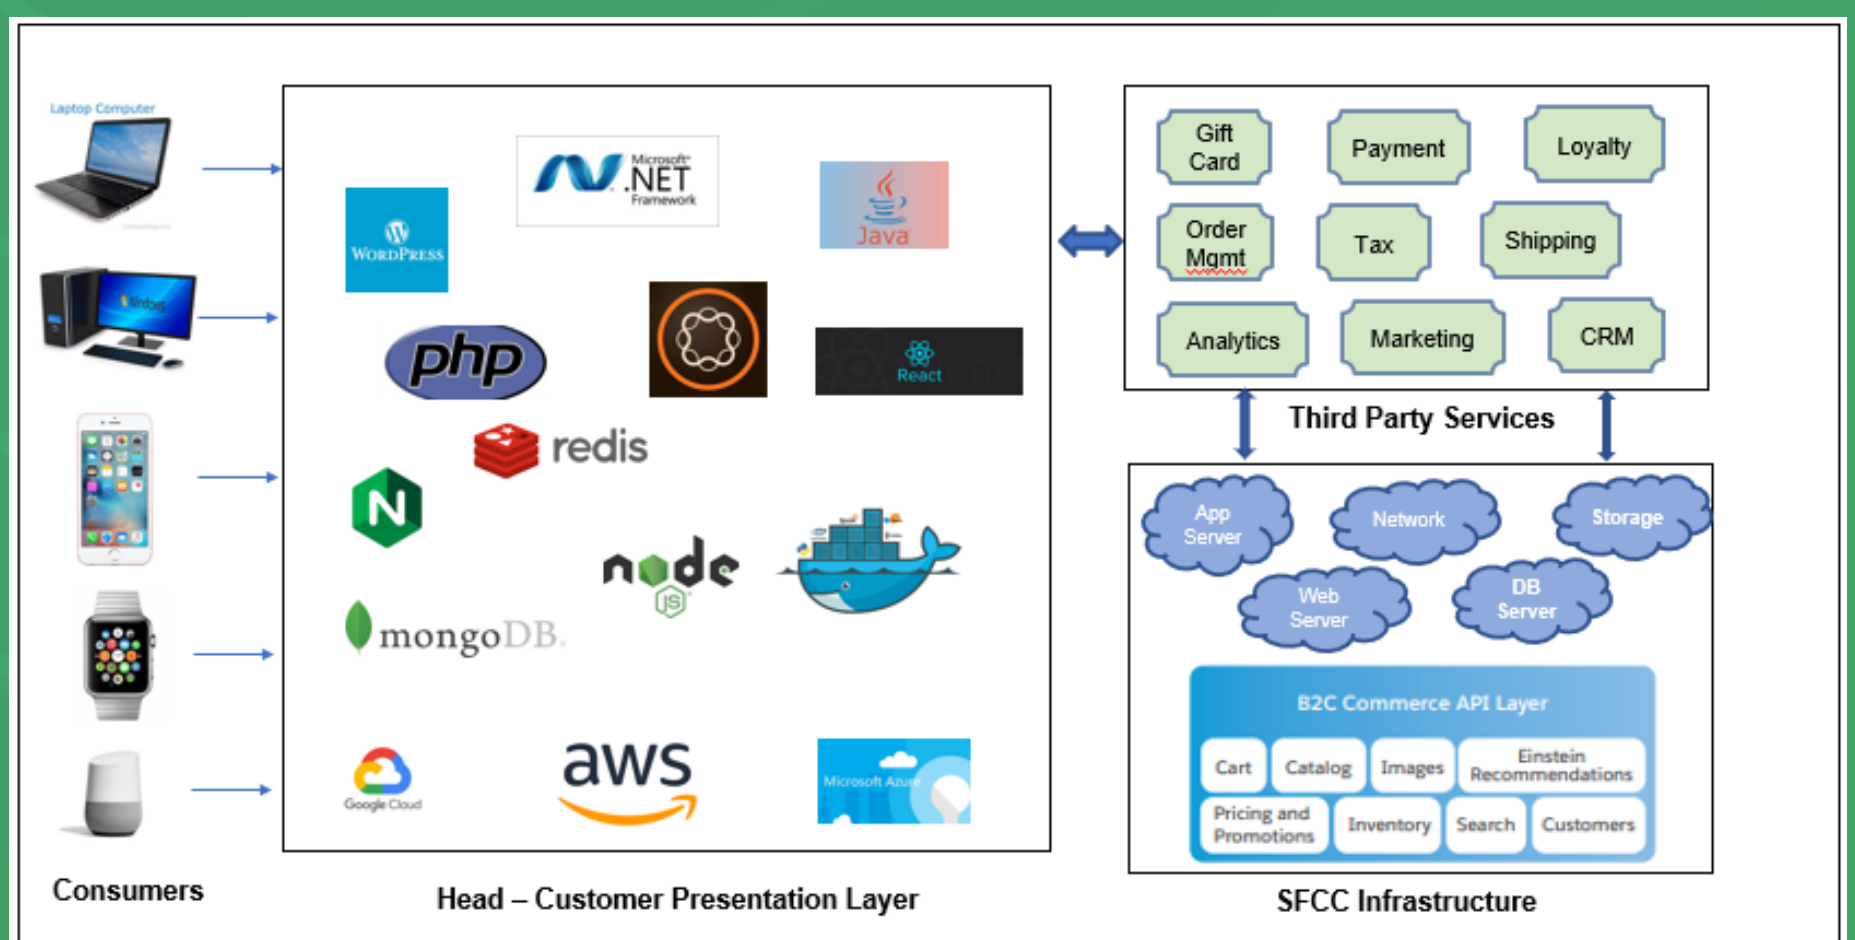 Laptop Computer
Windows
Consumers
Microsoft®
.NET
Framework
WORDPRESS
Java
php
React
redis
N
node
JS
mongoDB.
Google Cloud
aws
Microsoft Azure
Head – Customer Presentation Layer
Gift
Card
Payment
Loyalty
Order
Mgmt
Tax
Shipping
Analytics
Marketing
CRM
Third Party Services
App
Server
Network
Storage
Web
Server
DB
Server
B2C Commerce API Layer
Cart
Catalog
Images
Einstein
Recommendations
Pricing and
Promotions
Inventory
Search
Customers
SFCC Infrastructure